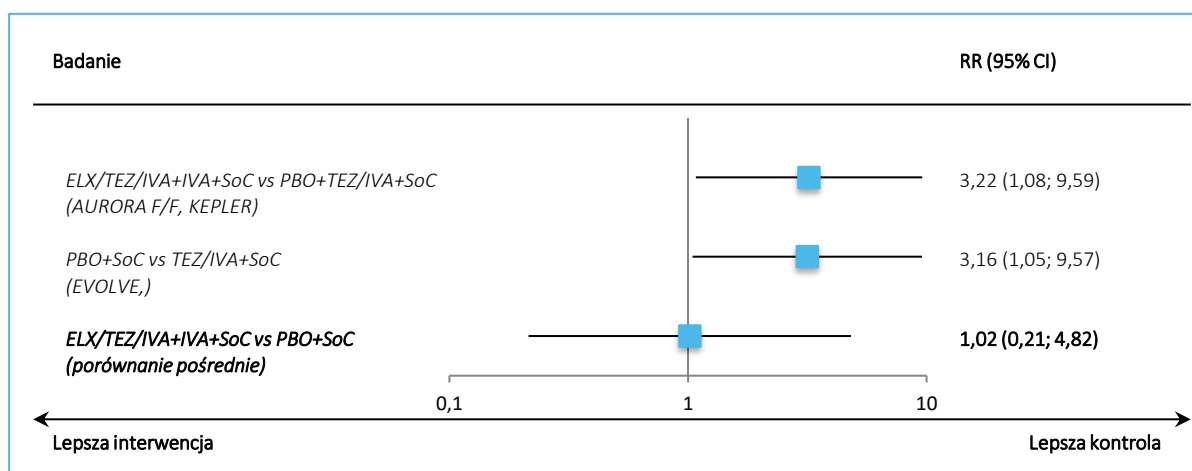 Badanie RR (95% CI)
ELX/TEZ/IVA+IVA+SoC vs PBO+TEZ/IVA+SoC
(AURORA F/F, KEPLER)
3,22 (1,08; 9,59)
PBO+SoC vs TEZ/IVA+SoC
(EVOLVE,)
3,16 (1,05; 9,57)
ELX/TEZ/IVA+IVA+SoC vs PBO+SoC
(porównanie pośrednie)
1,02 (0,21; 4,82)
0,1 1 10
Lepsza interwencja Lepsza kontrola